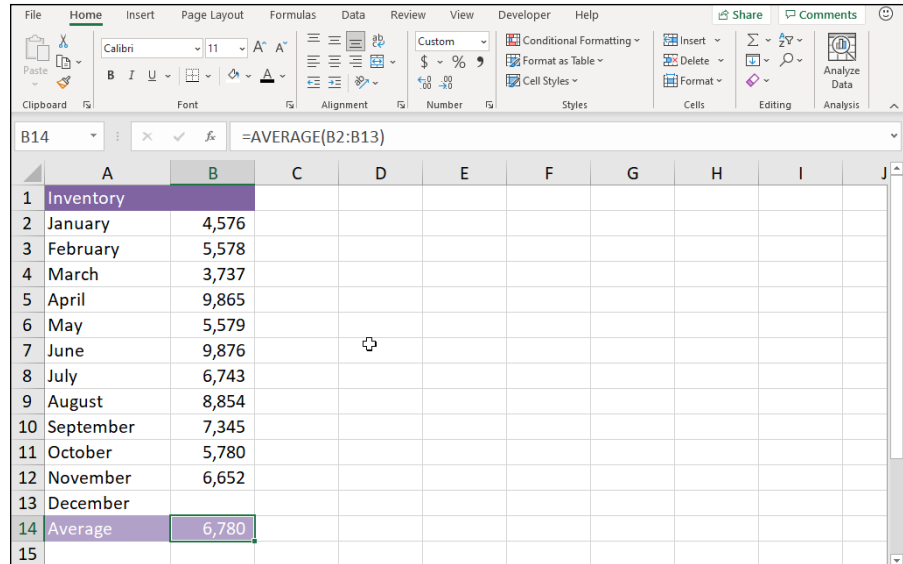 File Home Insert Page Layout Formulas Data Review View Developer Help Share Comments
Calibri 11 A^ A˅ ab Custom Conditional Formatting Insert Σ
Paste $ % 9 Format as Table Delete Analyze
B I U A Cell Styles Format Data
Clipboard Font Alignment Number Styles Cells Editing Analysis
B14 fx =AVERAGE(B2:B13)
A B C D E F G H I J
1 Inventory
2 January 4,576
3 February 5,578
4 March 3,737
5 April 9,865
6 May 5,579
7 June 9,876
8 July 6,743
9 August 8,854
10 September 7,345
11 October 5,780
12 November 6,652
13 December
14 Average 6,780
15